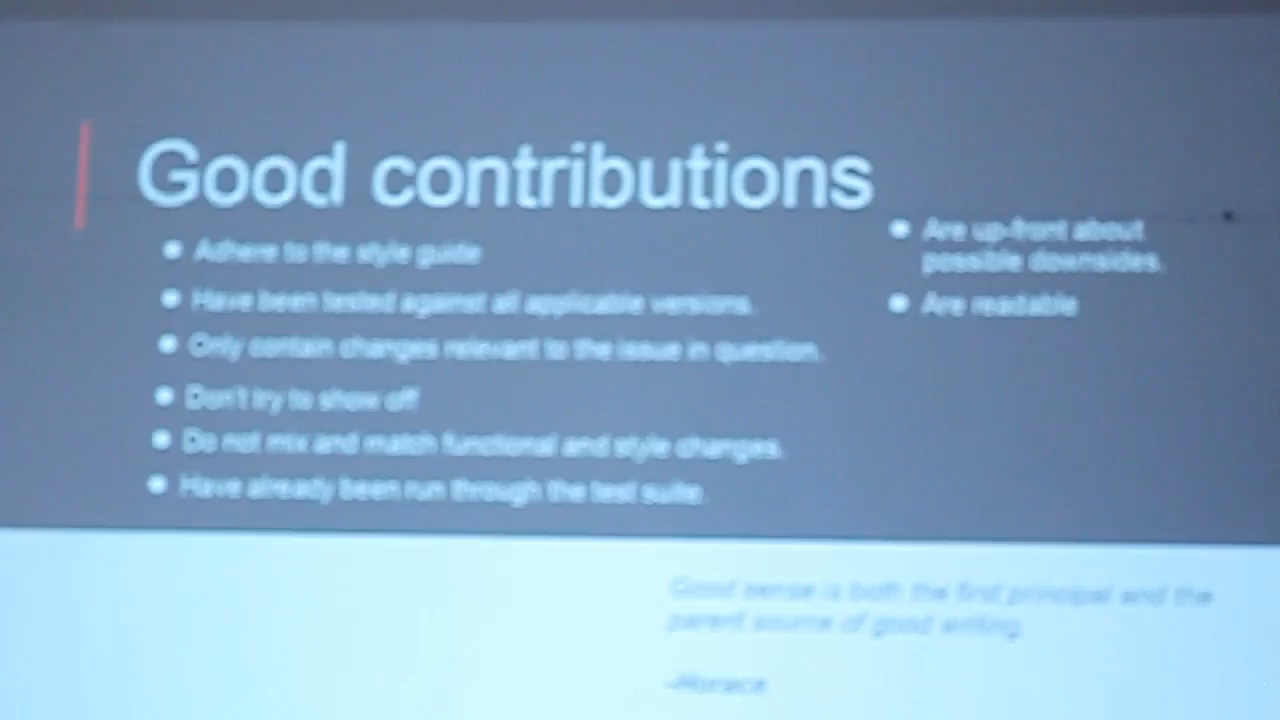 Good contributions
Adhere to the style guide
Have been tested against all applicable versions.
Only contain changes relevant to the issue in question.
Don't try to show off
Do not mix and match functional and style changes.
Have already been run through the test suite.
Are up-front about
possible downsides.
Are readable
Good sense is both the first principal and the
parent source of good writing
-Horace